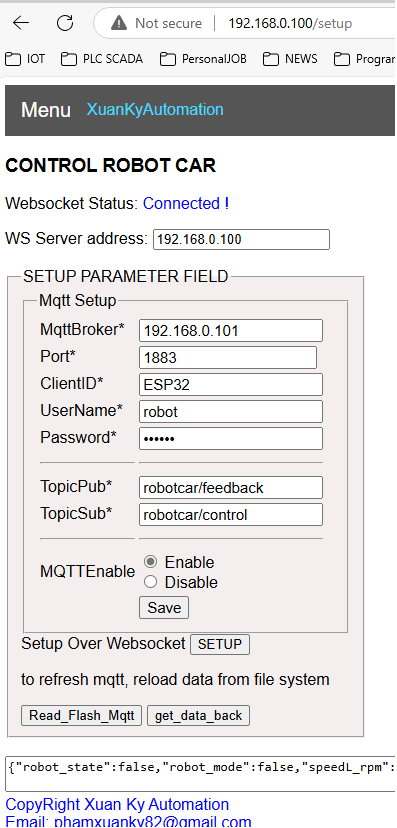 Not secure 192.168.0.100/setup
IOT PLC SCADA PersonalJOB NEWS Progran
Menu XuanKyAutomation
CONTROL ROBOT CAR
Websocket Status: Connected !
WS Server address: 192.168.0.100
SETUP PARAMETER FIELD
Mqtt Setup
MqttBroker* 192.168.0.101
Port* 1883
ClientID* ESP32
UserName* robot
Password* ••••••
TopicPub* robotcar/feedback
TopicSub* robotcar/control
MQTTEnable Enable
Disable
Save
Setup Over Websocket SETUP
to refresh mqtt, reload data from file system
Read_Flash_Mqtt get_data_back
{"robot_state":false,"robot_mode":false,"speedL_rpm":
CopyRight Xuan Ky Automation
Email: phamxuanky82@gmail.com